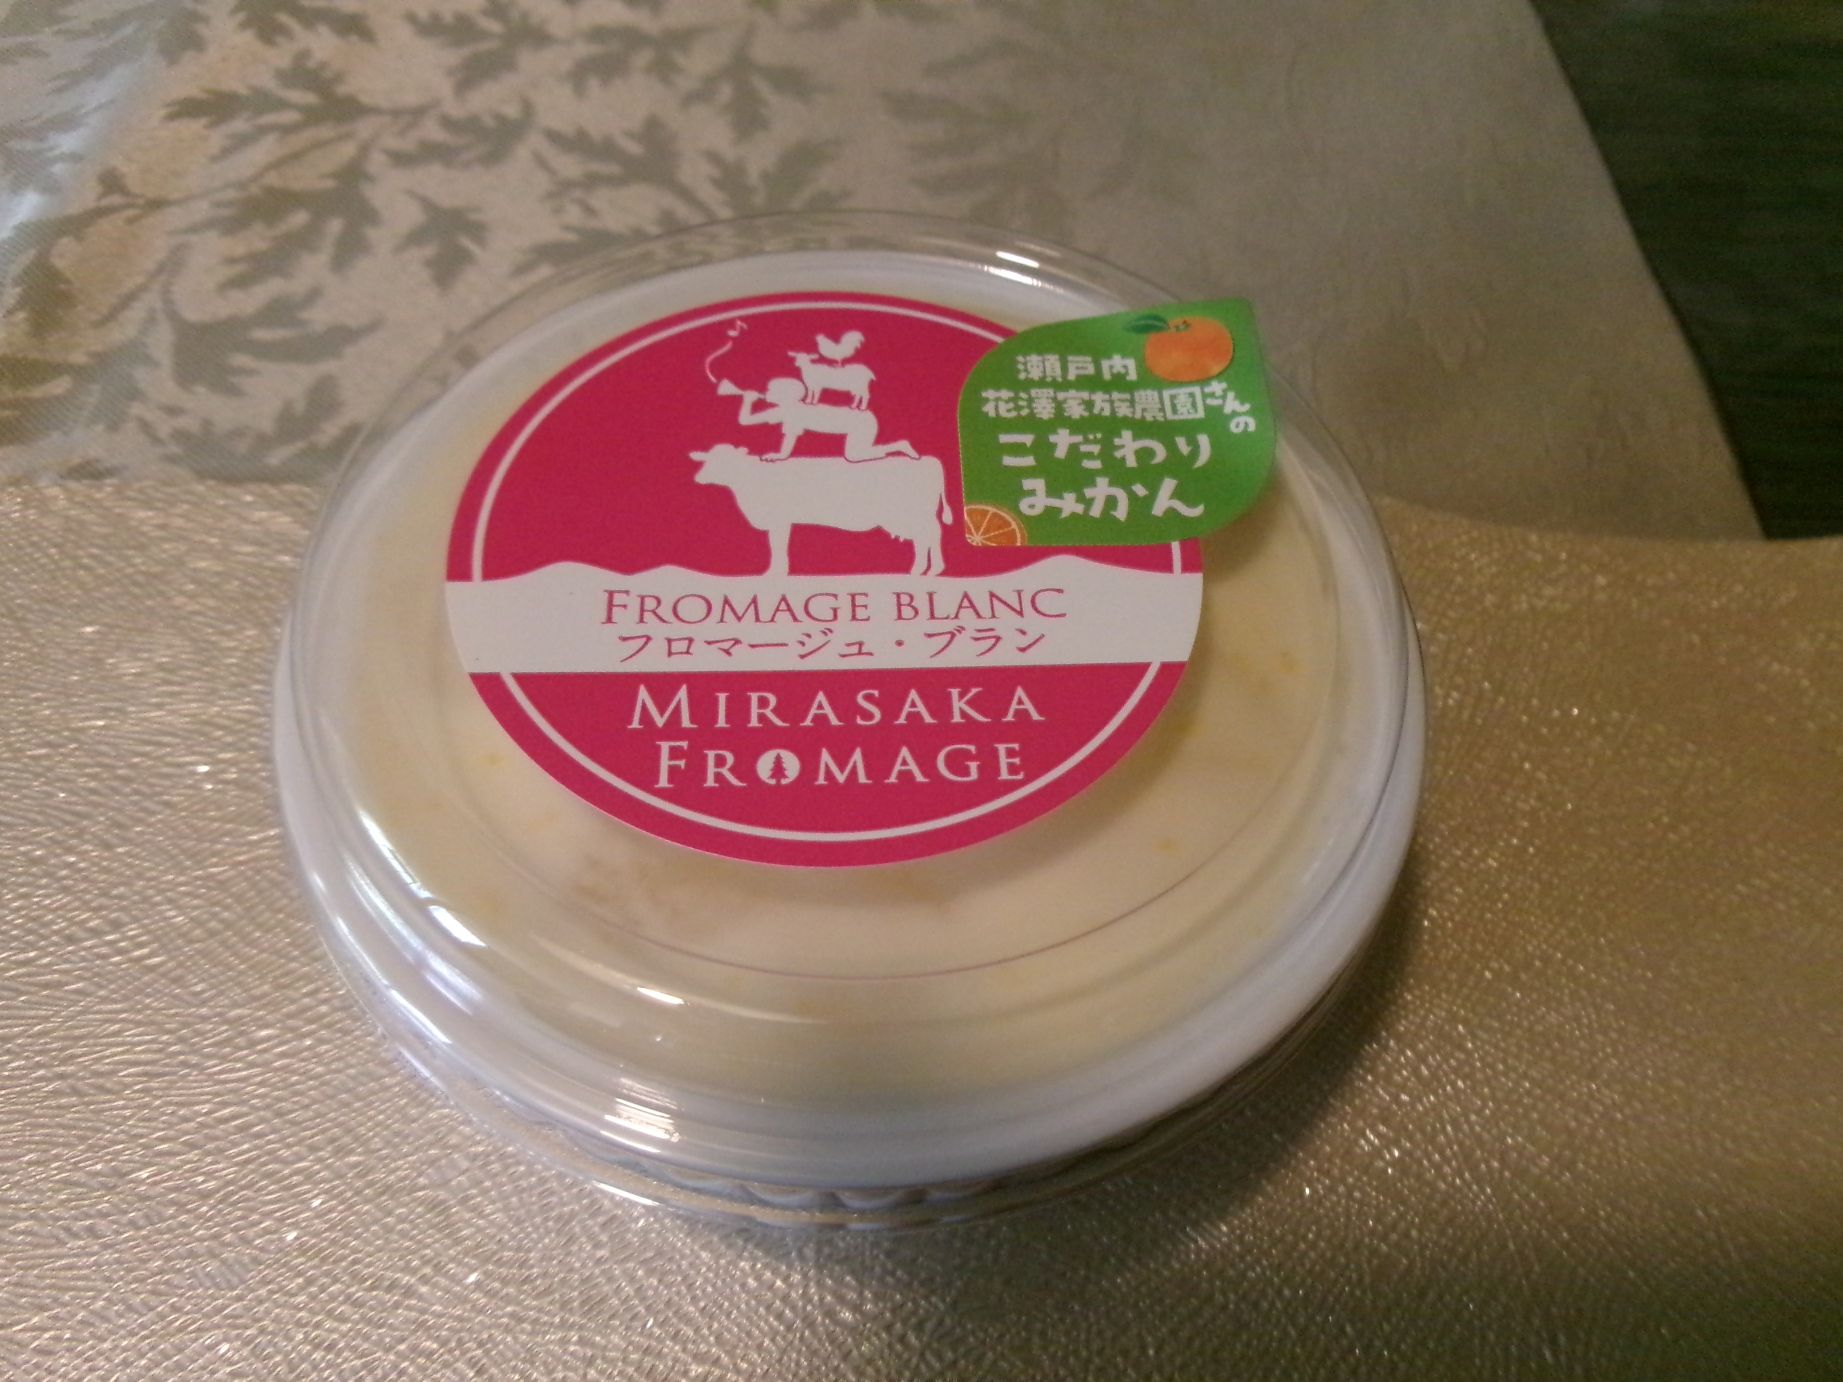 瀬戸内
花澤家族農園さんの
こだわり
みかん
FROMAGE BLANC
フロマージュ・ブラン
MIRASAKA
FROMAGE